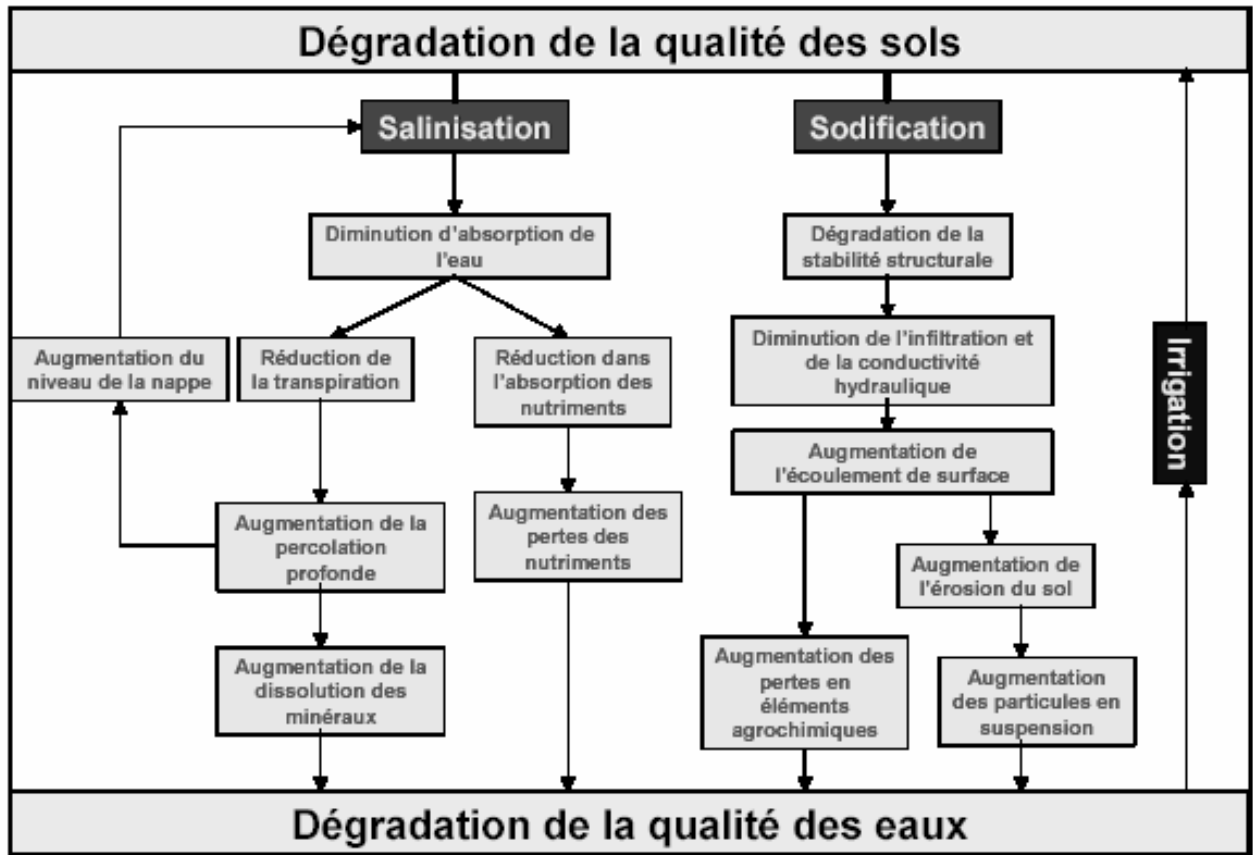 Dégradation de la qualité des sols
Salinisation
Sodification
Diminution d'absorption de
l'eau
Dégradation de la
stabilité structurale
Augmentation du
niveau de la nappe
Réduction de
la transpiration
Réduction dans
l'absorption des
nutriments
Diminution de l'infiltration et
de la conductivité
hydraulique
Irrigation
Augmentation de
l'écoulement de surface
Augmentation de la
percolation
profonde
Augmentation des
pertes des
nutriments
Augmentation de
l'érosion du sol
Augmentation de la
dissolution des
minéraux
Augmentation des
pertes en
éléments
agrochimiques
Augmentation
des particules en
suspension
Dégradation de la qualité des eaux